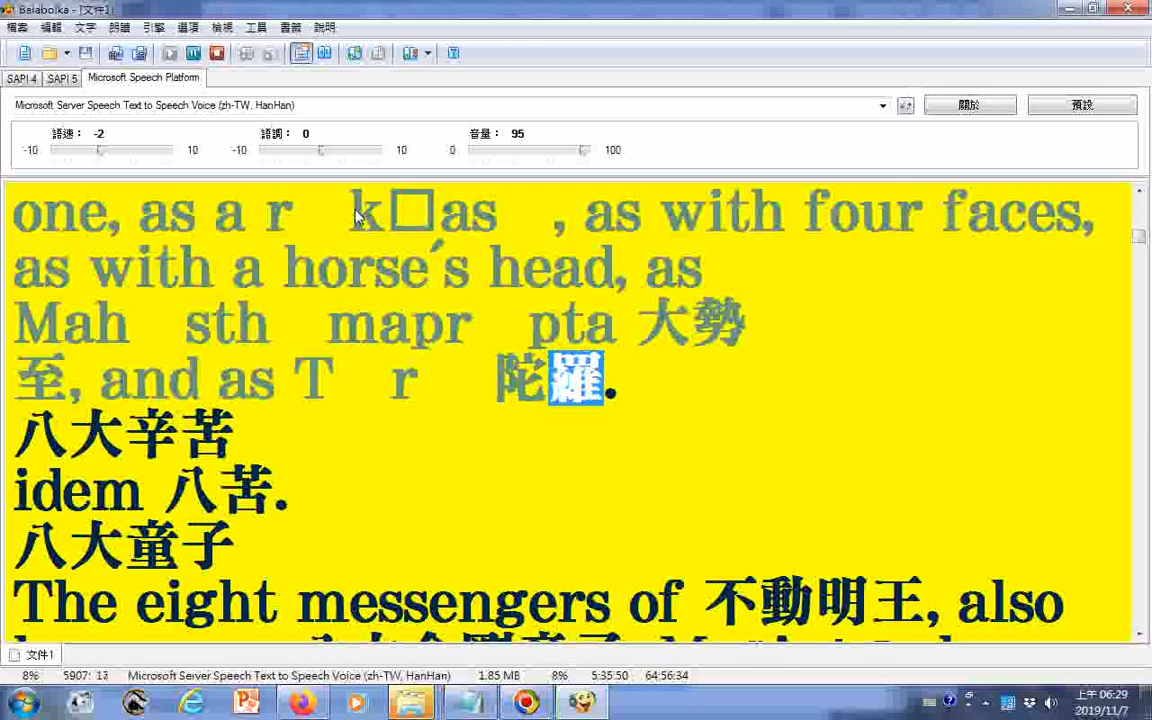 Balabolka - [文件1]
檔案 編輯 文字 朗讀 引擎 選項 檢視 工具 書籤 說明
SAPI 4 SAPI 5 Microsoft Speech Platform
Microsoft Server Speech Text to Speech Voice (zh-TW, HanHan) 關於 預設
語速： -2 語調： 0 音量： 95
-10 10 -10 10 0 100
one, as a r k□as , as with four faces,
as with a horse´s head, as
Mah sth mapr pta 大勢
至, and as T r 陀羅.
八大辛苦
idem 八苦.
八大童子
The eight messengers of 不動明王, also
文件1
8% 5907: 17 Microsoft Server Speech Text to Speech Voice (zh-TW, HanHan) 1.85 MB 8% 5:35:50 64:56:34
上午 06:29
2019/11/7